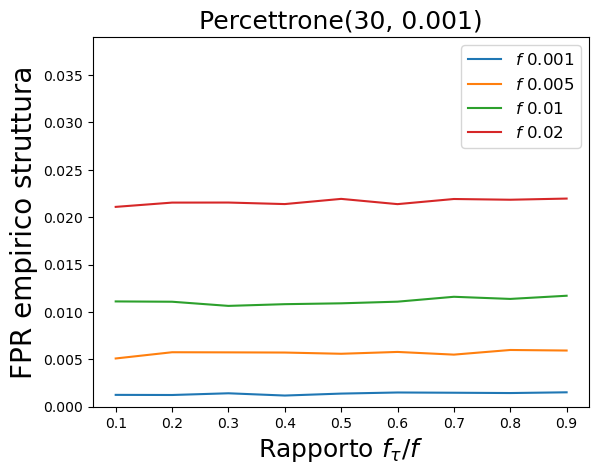 Percettrone(30, 0.001)
f 0.001
f 0.005
f 0.01
f 0.02
FPR empirico struttura
0.035
0.030
0.025
0.020
0.015
0.010
0.005
0.000
0.1 0.2 0.3 0.4 0.5 0.6 0.7 0.8 0.9
Rapporto f_τ/f